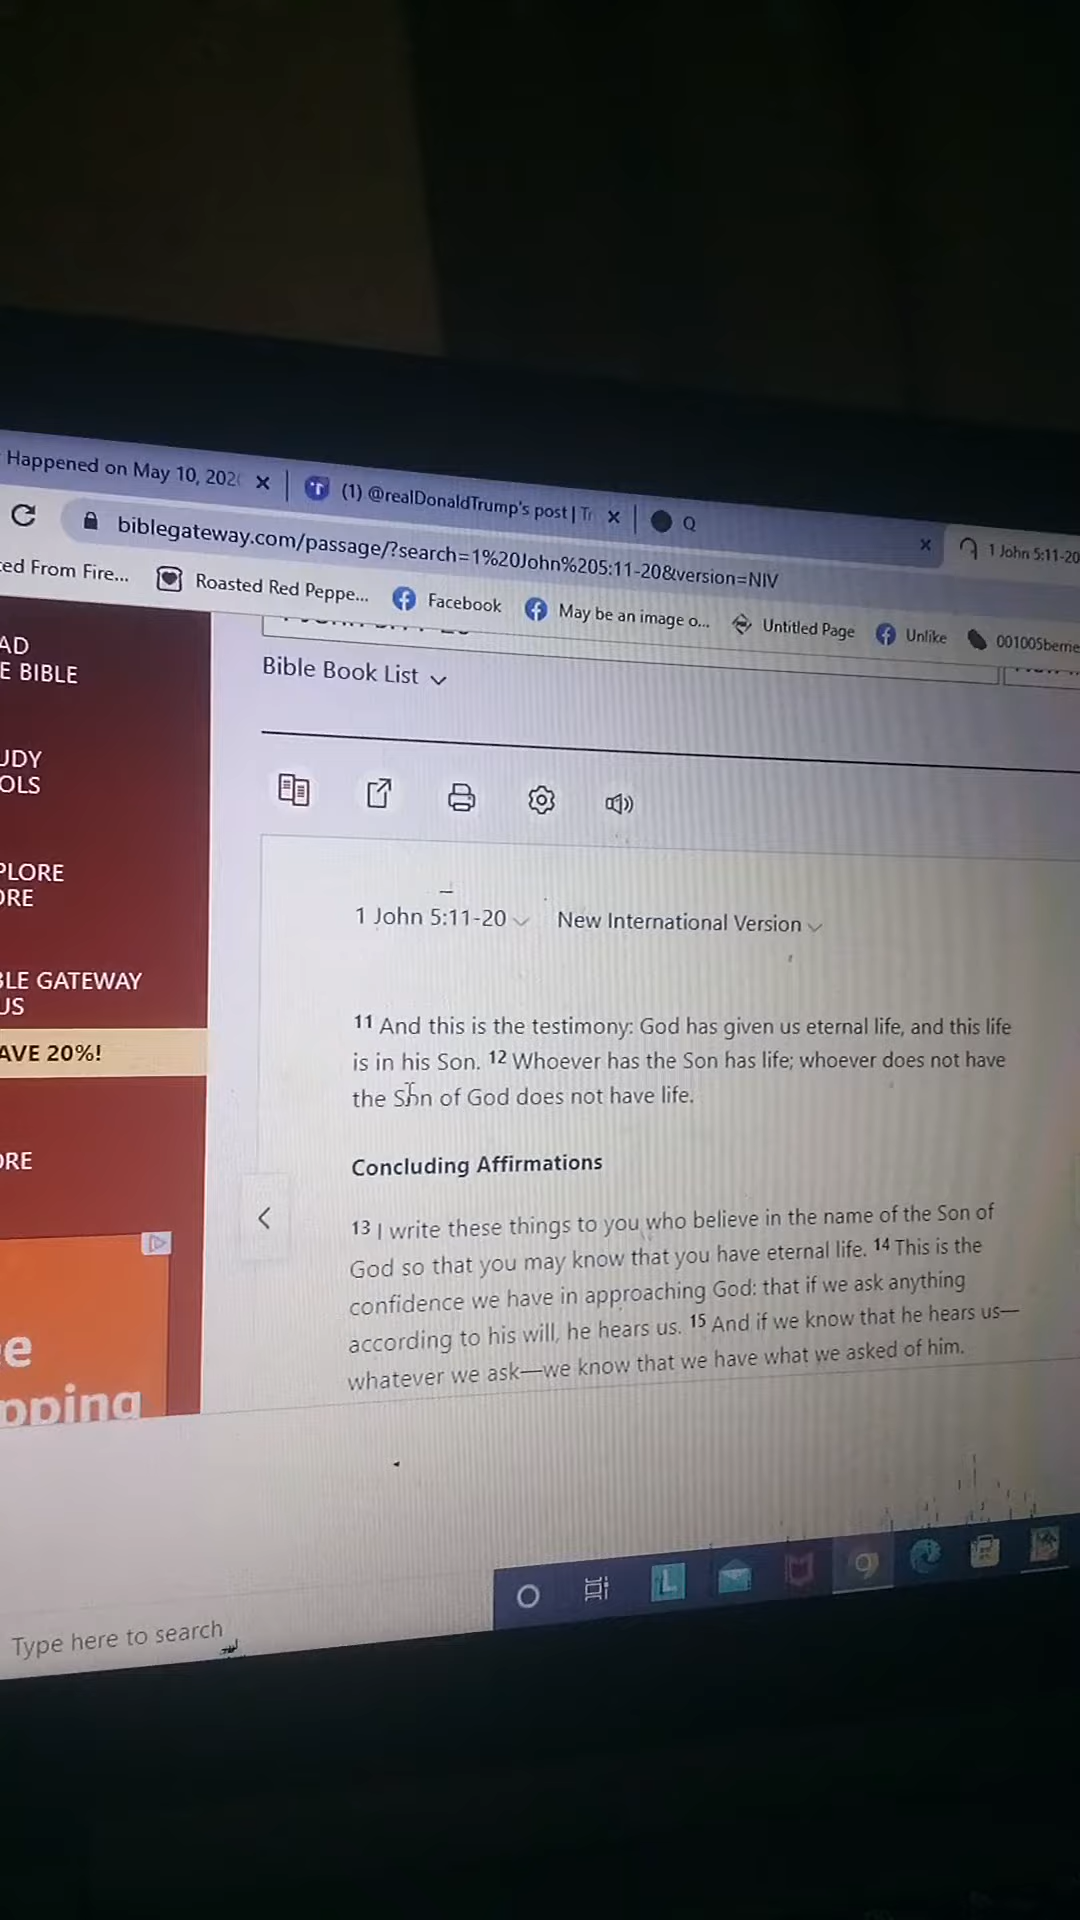 Happened on May 10, 202
(1) @realDonaldTrump's post | Tr
Q
1 John 5:11-20
biblegateway.com/passage/?search=1%20John%205:11-20&version=NIV
ed From Fire...
Roasted Red Peppe...
Facebook
May be an image o...
Untitled Page
Unlike
001005berrie
AD
E BIBLE
Bible Book List
UDY
OLS
PLORE
ORE
1 John 5:11-20
New International Version
BLE GATEWAY
US
AVE 20%!
11 And this is the testimony: God has given us eternal life, and this life
is in his Son. 12 Whoever has the Son has life; whoever does not have
the Son of God does not have life.
Concluding Affirmations
ORE
13 I write these things to you who believe in the name of the Son of
God so that you may know that you have eternal life. 14 This is the
confidence we have in approaching God: that if we ask anything
according to his will, he hears us. 15 And if we know that he hears us—
whatever we ask—we know that we have what we asked of him.
e
pping
L
Type here to search